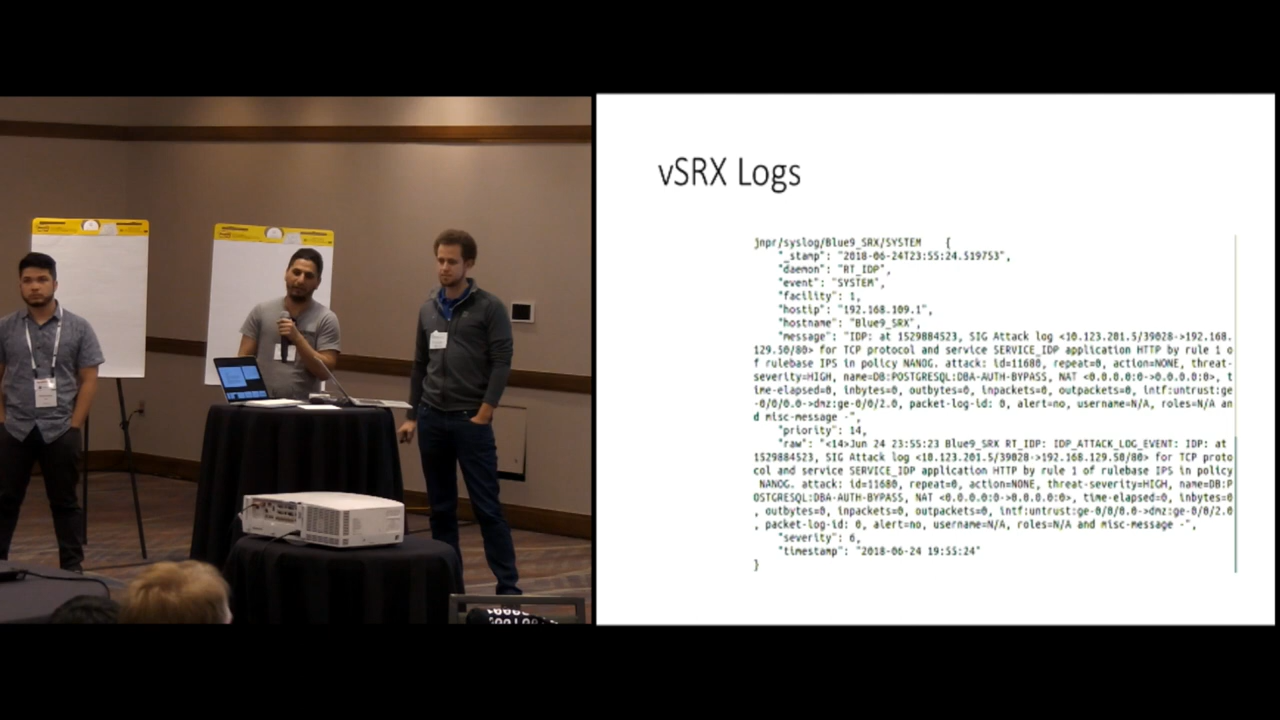 vSRX Logs
jnpr/syslog/Blue9_SRX/SYSTEM {
"_stamp": "2018-06-24T23:55:24.519753",
"daemon": "RT_IDP",
"event": "SYSTEM",
"facility": 1,
"hostip": "192.168.109.1",
"hostname": "Blue9_SRX",
"message": "IDP: at 1529884523, SIG Attack log <10.123.201.5/39028->192.168.
129.50/80> for TCP protocol and service SERVICE_IDP application HTTP by rule 1 o
f rulebase IPS in policy NANOG. attack: id=11680, repeat=0, action=NONE, threat-
severity=HIGH, name=DB:POSTGRESQL:DBA-AUTH-BYPASS, NAT <0.0.0.0:0->0.0.0.0:0>, t
ime-elapsed=0, inbytes=0, outbytes=0, inpackets=0, outpackets=0, intf:untrust:ge
-0/0/0.0->dmz:ge-0/0/2.0, packet-log-id: 0, alert=no, username=N/A, roles=N/A an
d misc-message -",
"priority": 14,
"raw": "<14>Jun 24 23:55:23 Blue9_SRX RT_IDP: IDP_ATTACK_LOG_EVENT: IDP: at
1529884523, SIG Attack log <10.123.201.5/39028->192.168.129.50/80> for TCP proto
col and service SERVICE_IDP application HTTP by rule 1 of rulebase IPS in policy
NANOG. attack: id=11680, repeat=0, action=NONE, threat-severity=HIGH, name=DB:P
OSTGRESQL:DBA-AUTH-BYPASS, NAT <0.0.0.0:0->0.0.0.0:0>, time-elapsed=0, inbytes=0
, outbytes=0, inpackets=0, outpackets=0, intf:untrust:ge-0/0/0.0->dmz:ge-0/0/2.0
, packet-log-id: 0, alert=no, username=N/A, roles=N/A and misc-message -",
"severity": 6,
"timestamp": "2018-06-24 19:55:24"
}